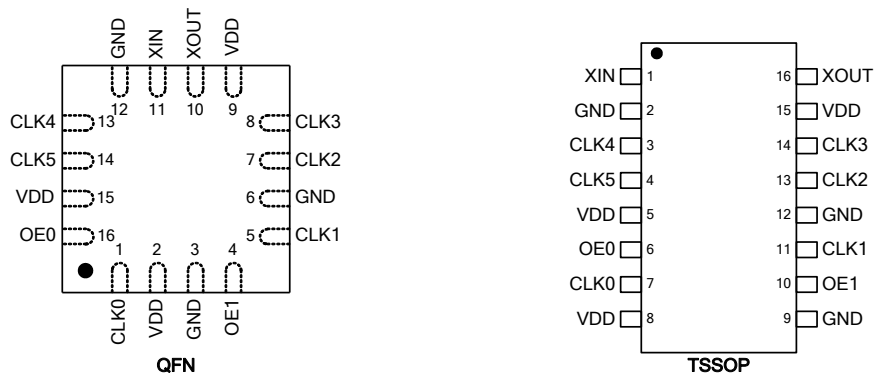 GND XIN XOUT VDD
12 11 10 9
CLK4 13 8 CLK3
CLK5 14 7 CLK2
VDD 15 6 GND
OE0 16 5 CLK1
1 2 3 4
CLK0 VDD GND OE1
QFN
XIN 1 16 XOUT
GND 2 15 VDD
CLK4 3 14 CLK3
CLK5 4 13 CLK2
VDD 5 12 GND
OE0 6 11 CLK1
CLK0 7 10 OE1
VDD 8 9 GND
TSSOP